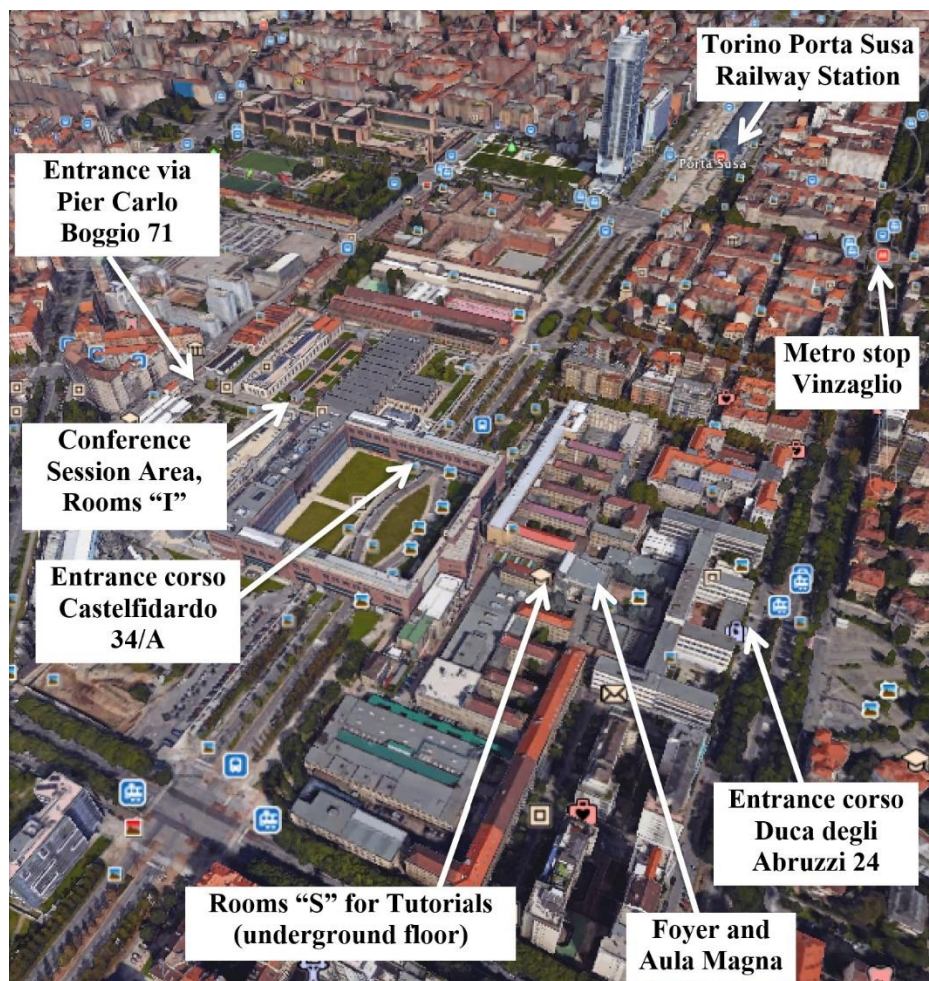 Torino Porta Susa
Railway Station
Porta Susa
Entrance via
Pier Carlo
Boggio 71
Metro stop
Vinzaglio
Conference
Session Area,
Rooms “I”
Entrance corso
Castelfidardo
34/A
Entrance corso
Duca degli
Abruzzi 24
Rooms “S” for Tutorials
(underground floor)
Foyer and
Aula Magna